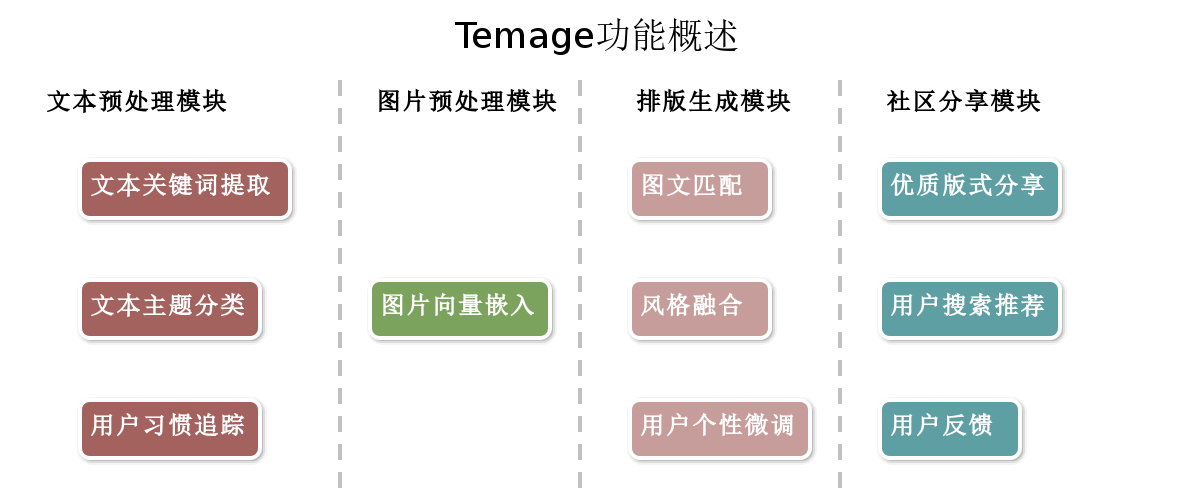 Temage功能概述
文本预处理模块
图片预处理模块
排版生成模块
社区分享模块
文本关键词提取
图文匹配
优质版式分享
文本主题分类
图片向量嵌入
风格融合
用户搜索推荐
用户习惯追踪
用户个性微调
用户反馈